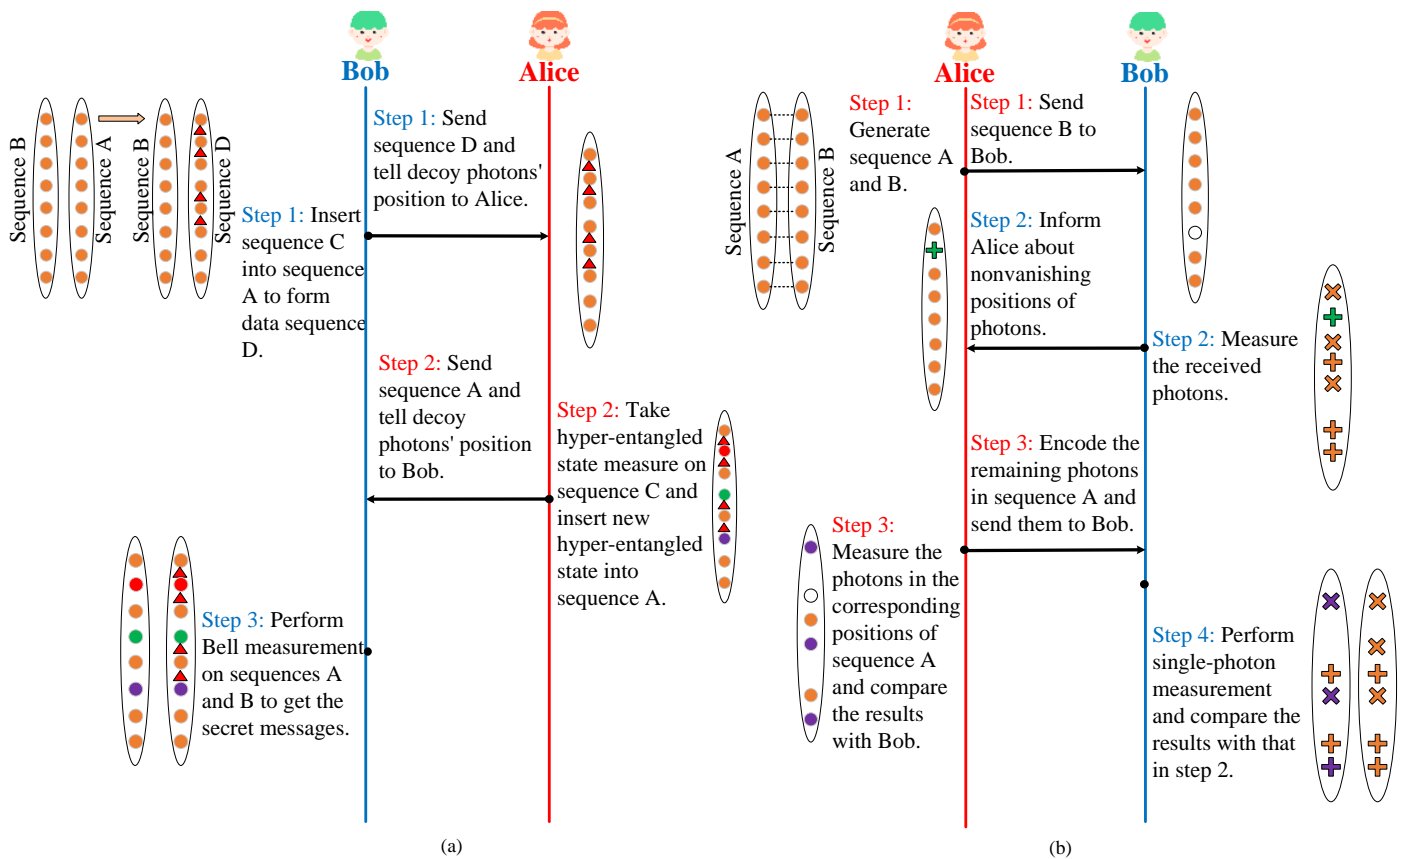 Bob
Alice
Sequence B
Sequence A
Sequence B
Sequence D
Step 1: Send
sequence D and
tell decoy photons'
position to Alice.
Step 1: Insert
sequence C
into sequence
A to form
data sequence
D.
Step 2: Send
sequence A and
tell decoy
photons' position
to Bob.
Step 2: Take
hyper-entangled
state measure on
sequence C and
insert new
hyper-entangled
state into
sequence A.
Step 3: Perform
Bell measurement
on sequences A
and B to get the
secret messages.
(a)
Alice
Bob
Sequence A
Sequence B
Step 1:
Generate
sequence A
and B.
Step 1: Send
sequence B to
Bob.
Step 2: Inform
Alice about
nonvanishing
positions of
photons.
Step 2: Measure
the received
photons.
Step 3: Encode the
remaining photons
in sequence A and
send them to Bob.
Step 3:
Measure the
photons in the
corresponding
positions of
sequence A
and compare
the results
with Bob.
Step 4: Perform
single-photon
measurement
and compare the
results with that
in step 2.
(b)